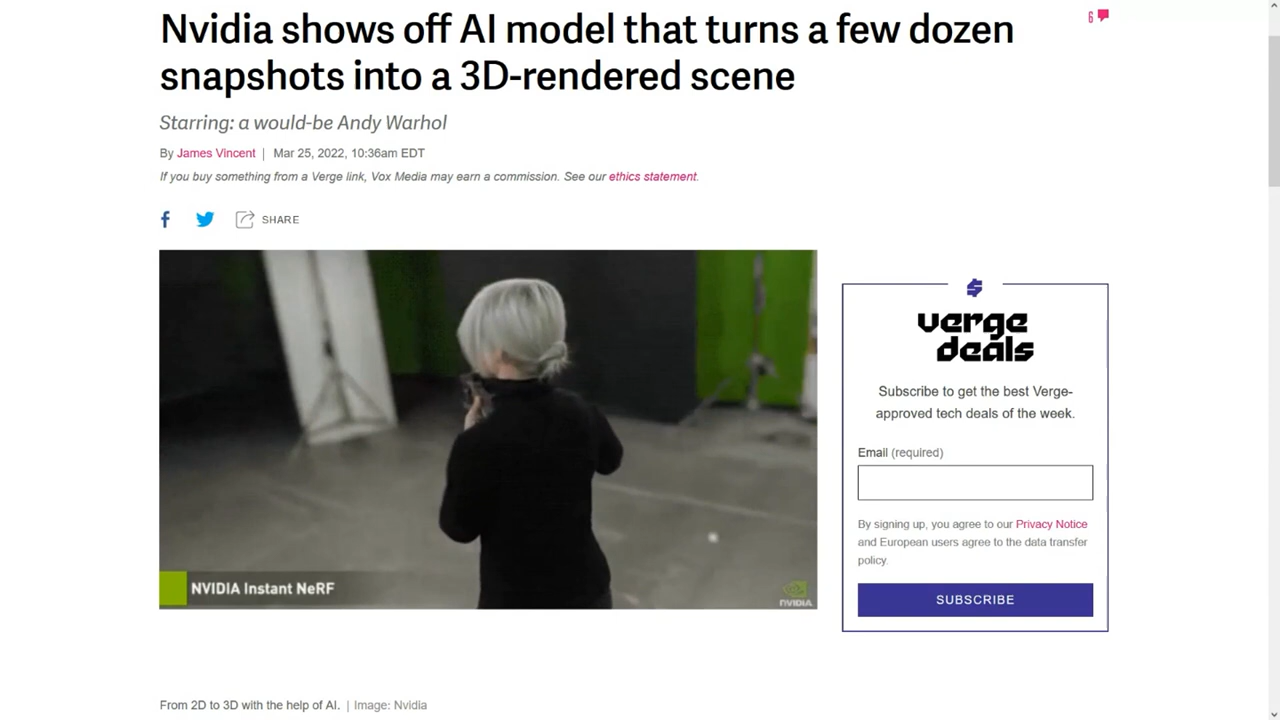 Nvidia shows off AI model that turns a few dozen
snapshots into a 3D-rendered scene
6
Starring: a would-be Andy Warhol
By James Vincent | Mar 25, 2022, 10:36am EDT
If you buy something from a Verge link, Vox Media may earn a commission. See our ethics statement.
SHARE
NVIDIA Instant NeRF
NVIDIA.
From 2D to 3D with the help of AI. | Image: Nvidia
verge
deals
Subscribe to get the best Verge-
approved tech deals of the week.
Email (required)
By signing up, you agree to our Privacy Notice
and European users agree to the data transfer
policy.
SUBSCRIBE